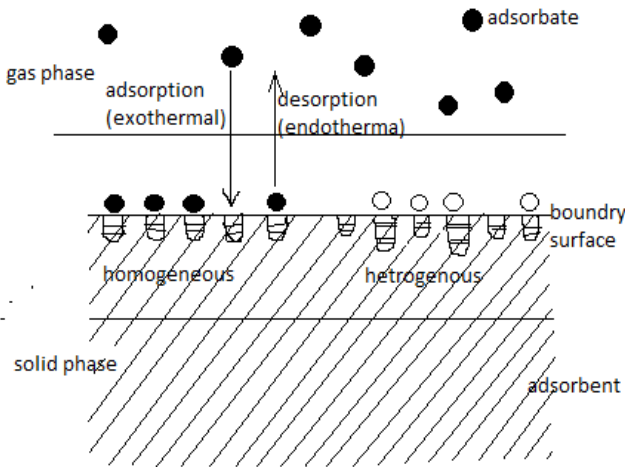 adsorbate
gas phase
adsorption
(exothermal)
desorption
(endotherma)
boundry
surface
homogeneous
hetrogenous
solid phase
adsorbent